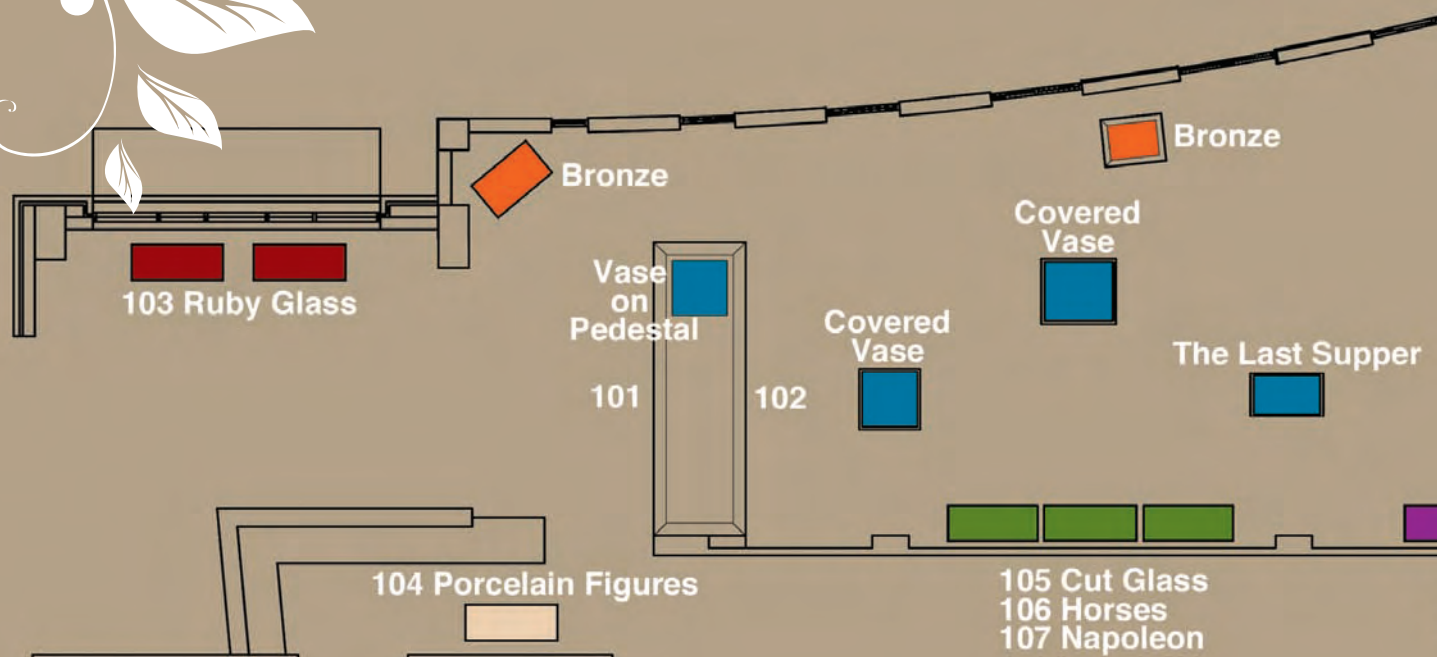 Bronze
Bronze
Covered
Vase
Vase
on
Pedestal
103 Ruby Glass
Covered
Vase
The Last Supper
101
102
104 Porcelain Figures
105 Cut Glass
106 Horses
107 Napoleon